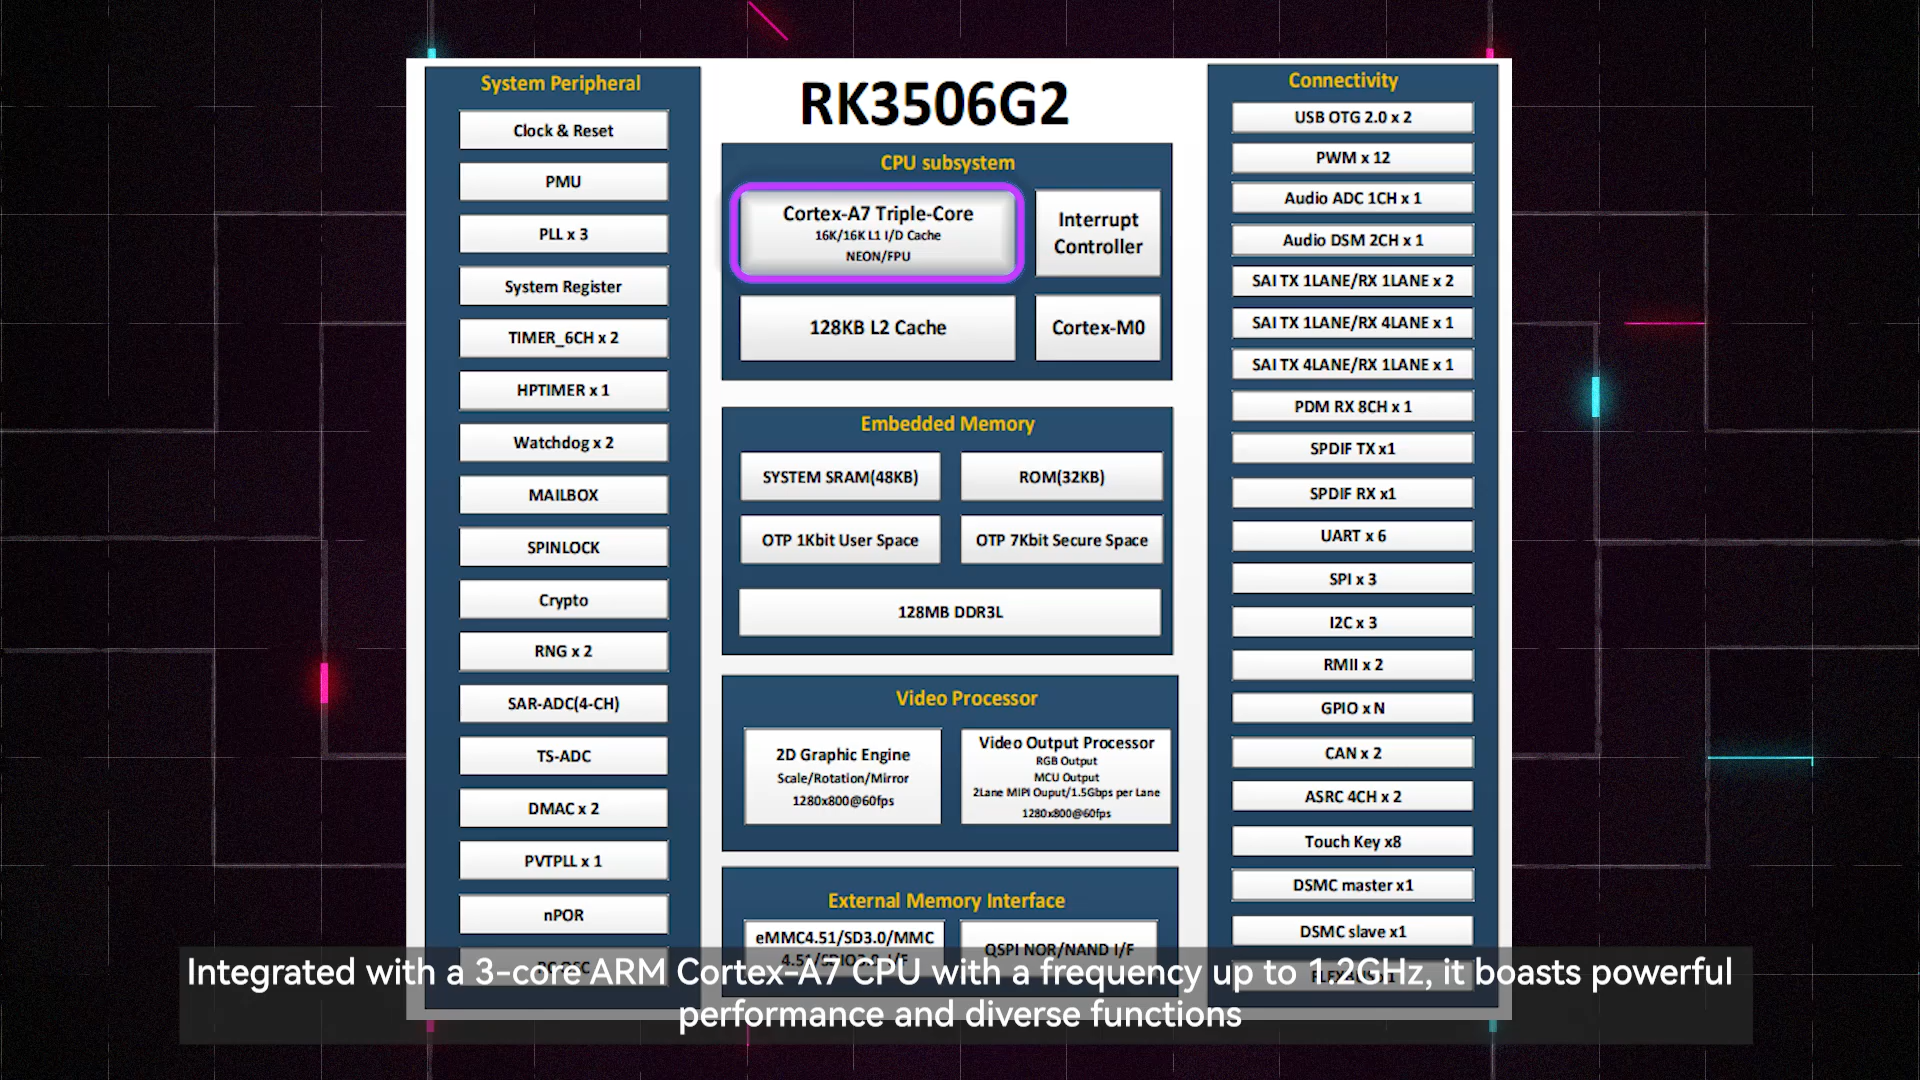 System Peripheral
Clock & Reset
PMU
PLL x 3
System Register
TIMER_6CH x 2
HPTIMER x 1
Watchdog x 2
MAILBOX
SPINLOCK
Crypto
RNG x 2
SAR-ADC(4-CH)
TS-ADC
DMAC x 2
PVTPLL x 1
nPOR
RK3506G2
CPU subsystem
Cortex-A7 Triple-Core
16K/16K L1 I/D Cache
NEON/FPU
Interrupt
Controller
128KB L2 Cache
Cortex-M0
Embedded Memory
SYSTEM SRAM(48KB)
ROM(32KB)
OTP 1Kbit User Space
OTP 7Kbit Secure Space
128MB DDR3L
Video Processor
2D Graphic Engine
Scale/Rotation/Mirror
1280x800@60fps
Video Output Processor
RGB Output
MCU Output
2Lane MIPI Ouput/1.5Gbps per Lane
1280x800@60fps
External Memory Interface
eMMC4.51/SD3.0/MMC
QSPI NOR/NAND I/F
Connectivity
USB OTG 2.0 x 2
PWM x 12
Audio ADC 1CH x 1
Audio DSM 2CH x 1
SAI TX 1LANE/RX 1LANE x 2
SAI TX 1LANE/RX 4LANE x 1
SAI TX 4LANE/RX 1LANE x 1
PDM RX 8CH x 1
SPDIF TX x1
SPDIF RX x1
UART x 6
SPI x 3
I2C x 3
RMII x 2
GPIO x N
CAN x 2
ASRC 4CH x 2
Touch Key x8
DSMC master x1
DSMC slave x1
Integrated with a 3-core ARM Cortex-A7 CPU with a frequency up to 1.2GHz, it boasts powerful
performance and diverse functions